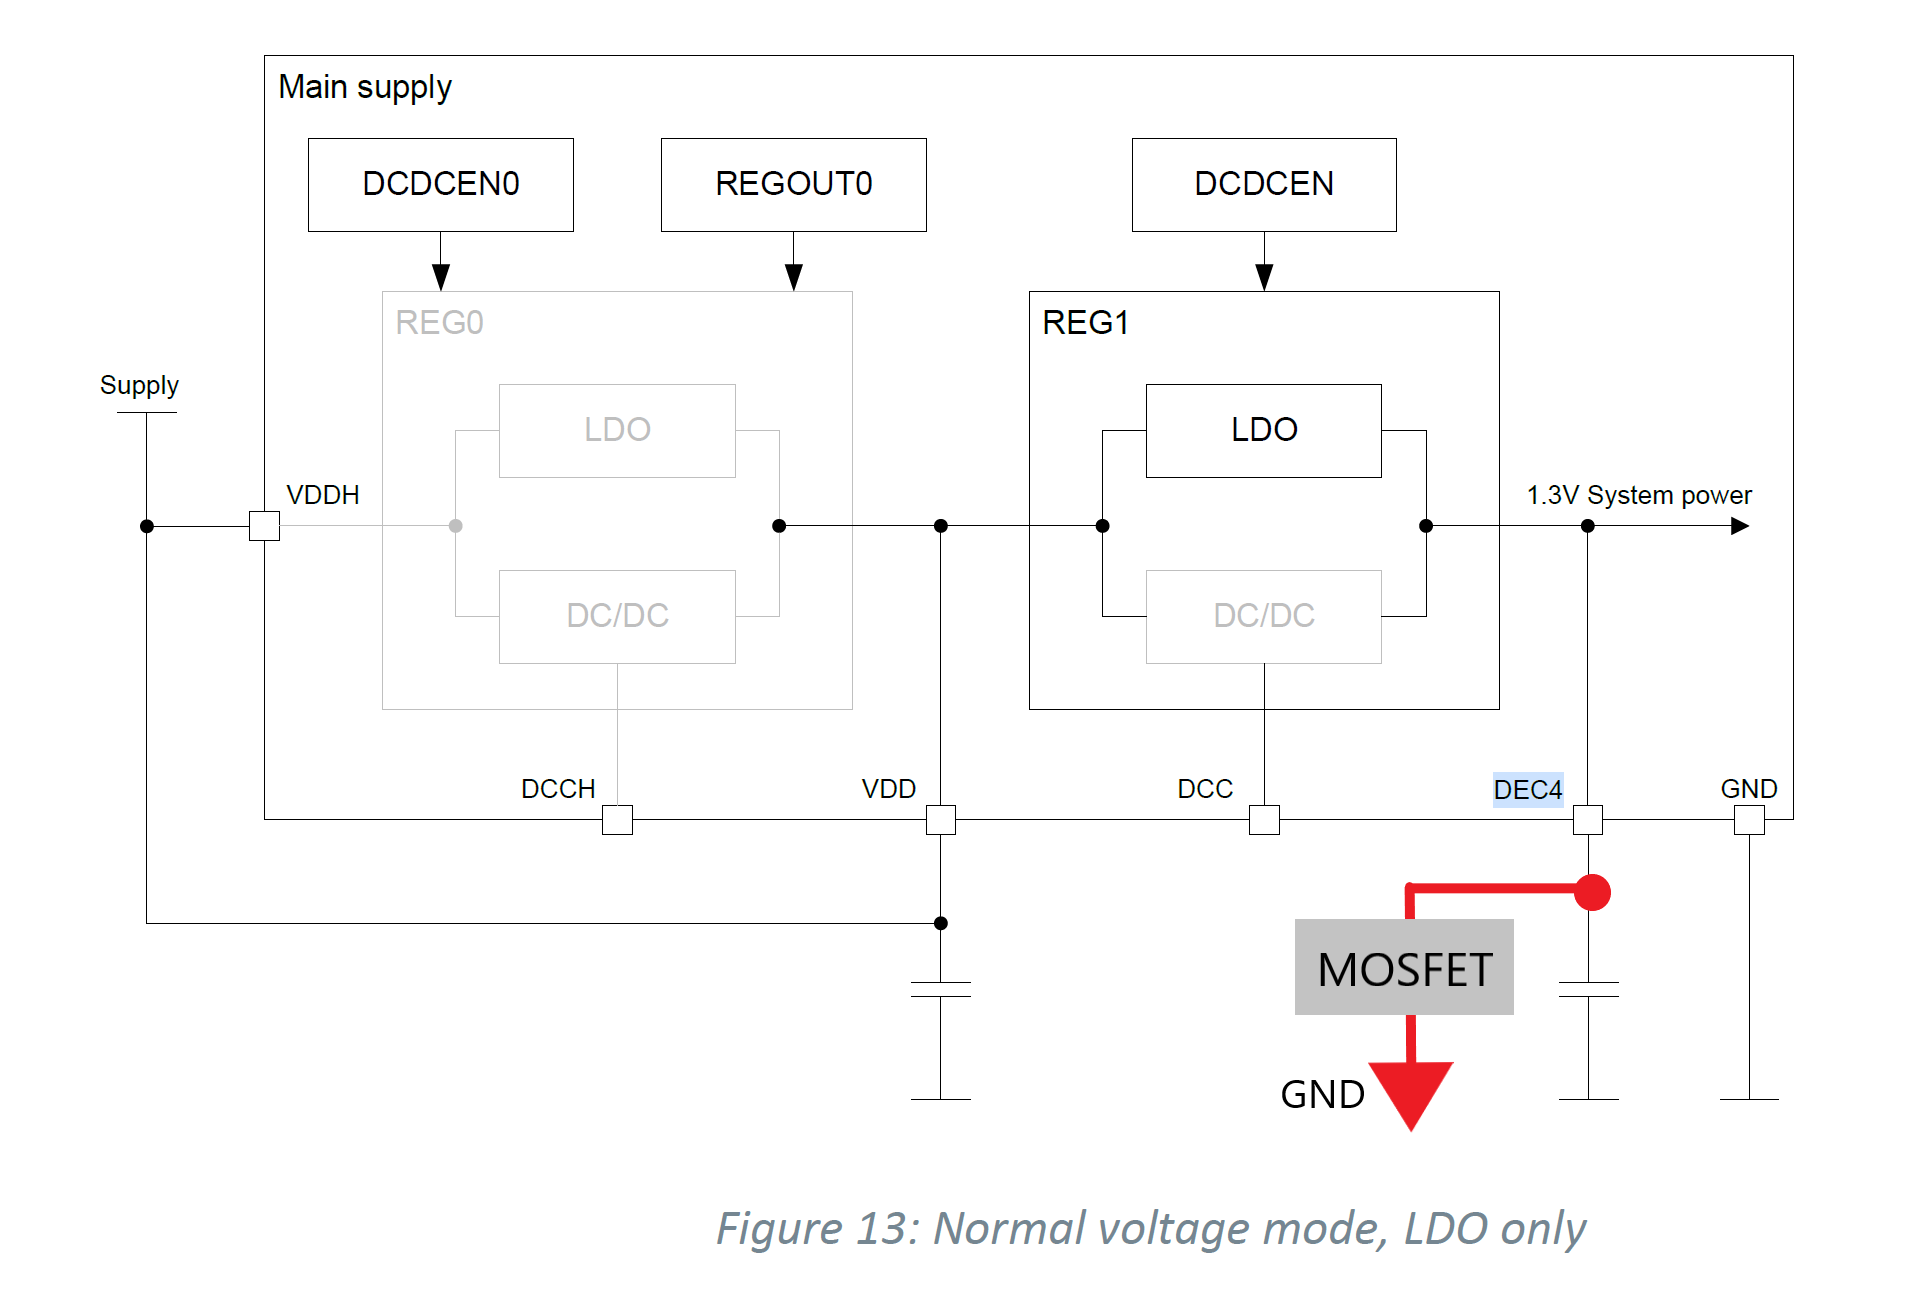 Main supply
DCDCEN0
REGOUT0
DCDCEN
REG0
REG1
Supply
LDO
LDO
VDDH
1.3V System power
DC/DC
DC/DC
DCCH
VDD
DCC
DEC4
GND
MOSFET
GND
Figure 13: Normal voltage mode, LDO only